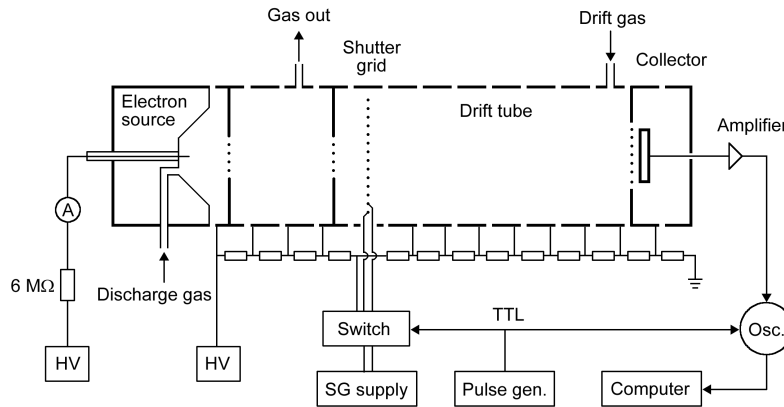 Gas out
Drift gas
Shutter
grid
Collector
Electron
source
Drift tube
Amplifier
A
6 MΩ
Discharge gas
TTL
Switch
Osc.
HV
HV
SG supply
Pulse gen.
Computer